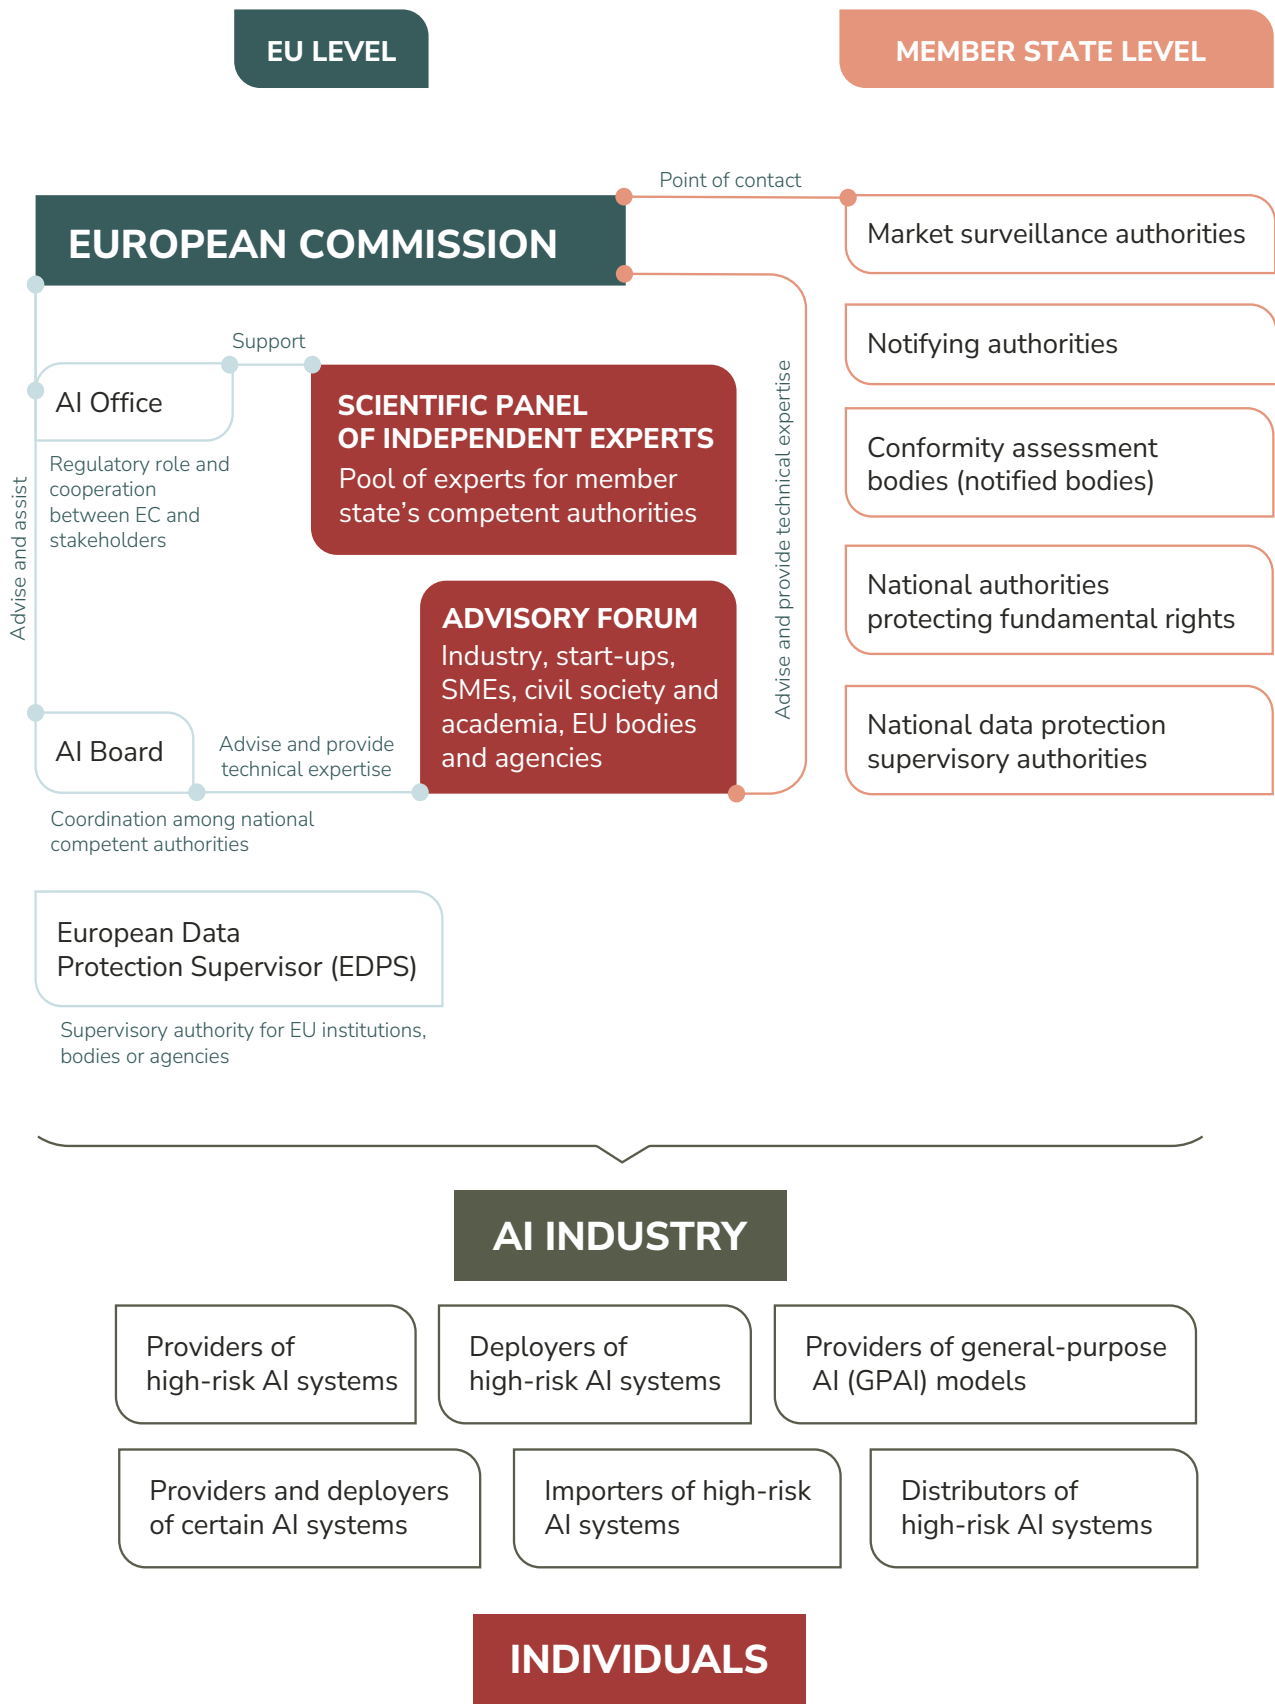 EU LEVEL
MEMBER STATE LEVEL
Point of contact
EUROPEAN COMMISSION
Market surveillance authorities
Support
Notifying authorities
AI Office
SCIENTIFIC PANEL
OF INDEPENDENT EXPERTS
Pool of experts for member
state's competent authorities
Advise and provide technical expertise
Conformity assessment
bodies (notified bodies)
Regulatory role and
cooperation
between EC and
stakeholders
Advise and assist
National authorities
protecting fundamental rights
ADVISORY FORUM
Industry, start-ups,
SMEs, civil society and
academia, EU bodies
and agencies
National data protection
supervisory authorities
AI Board
Advise and provide
technical expertise
Coordination among national
competent authorities
European Data
Protection Supervisor (EDPS)
Supervisory authority for EU institutions,
bodies or agencies
AI INDUSTRY
Providers of
high-risk AI systems
Deployers of
high-risk AI systems
Providers of general-purpose
AI (GPAI) models
Providers and deployers
of certain AI systems
Importers of high-risk
AI systems
Distributors of
high-risk AI systems
INDIVIDUALS